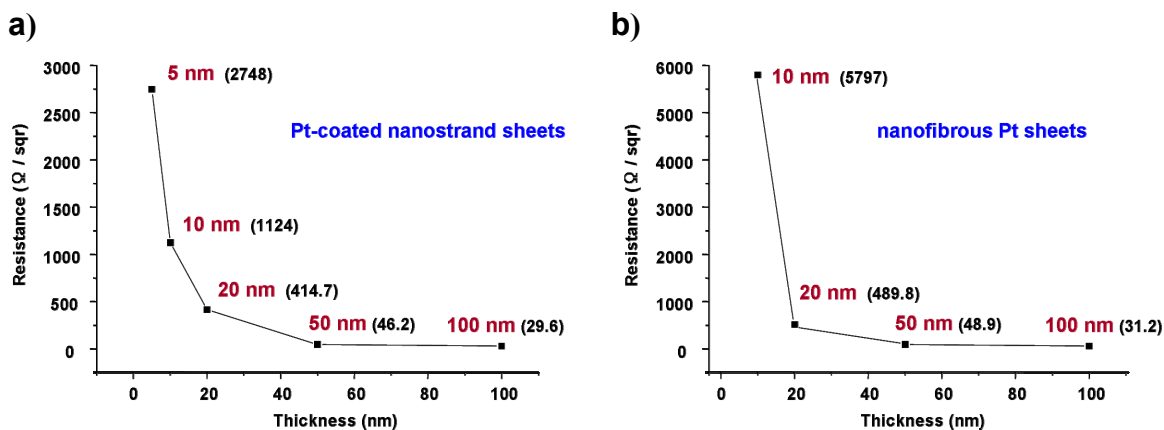 a)
3000
2500
2000
1500
1000
500
0
Resistance (Ω / sqr)
5 nm (2748)
Pt-coated nanostrand sheets
10 nm (1124)
20 nm (414.7)
50 nm (46.2)
100 nm (29.6)
0 20 40 60 80 100
Thickness (nm)
b)
6000
5000
4000
3000
2000
1000
0
Resistance (Ω / sqr)
10 nm (5797)
nanofibrous Pt sheets
20 nm (489.8)
50 nm (48.9)
100 nm (31.2)
0 20 40 60 80 100
Thickness (nm)